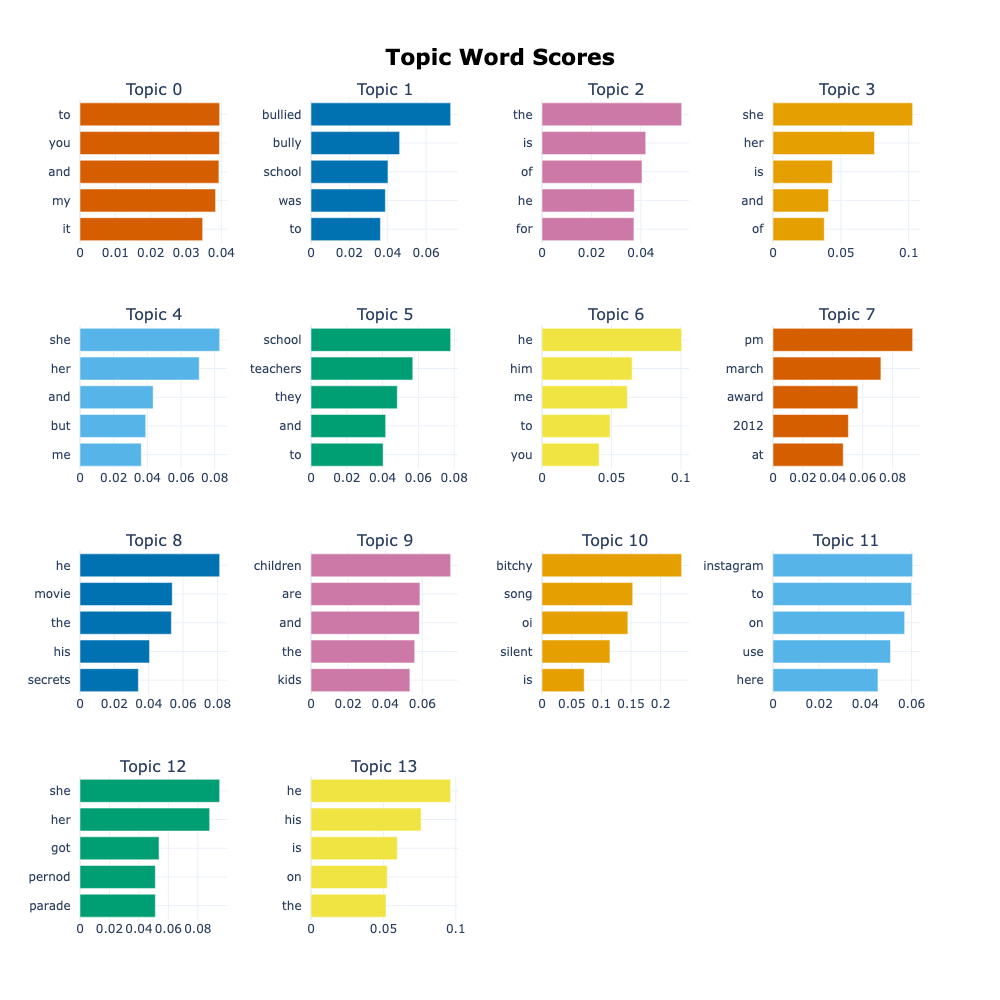 Topic Word Scores
Topic 0
to
you
and
my
it
0 0.01 0.02 0.03 0.04
Topic 1
bullied
bully
school
was
to
0 0.02 0.04 0.06
Topic 2
the
is
of
he
for
0 0.02 0.04
Topic 3
she
her
is
and
of
0 0.05 0.1
Topic 4
she
her
and
but
me
0 0.02 0.04 0.06 0.08
Topic 5
school
teachers
they
and
to
0 0.02 0.04 0.06 0.08
Topic 6
he
him
me
to
you
0 0.05 0.1
Topic 7
pm
march
award
2012
at
0 0.02 0.04 0.06 0.08
Topic 8
he
movie
the
his
secrets
0 0.02 0.04 0.06 0.08
Topic 9
children
are
and
the
kids
0 0.02 0.04 0.06
Topic 10
bitchy
song
oi
silent
is
0 0.05 0.1 0.15 0.2
Topic 11
instagram
to
on
use
here
0 0.02 0.04 0.06
Topic 12
she
her
got
pernod
parade
0 0.02 0.04 0.06 0.08
Topic 13
he
his
is
on
the
0 0.05 0.1